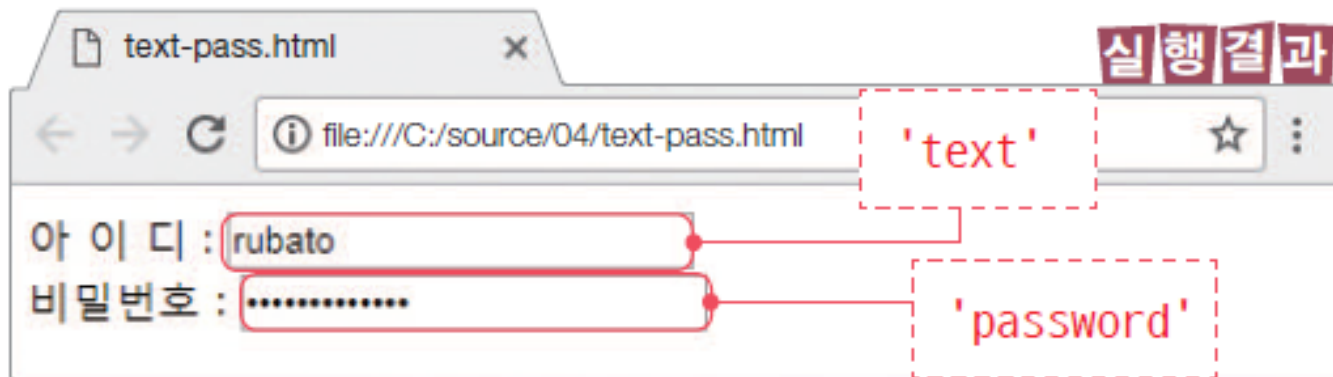 text-pass.html
실행결과
file:///C:/source/04/text-pass.html
'text'
아 이 디 : rubato
비밀번호 : •••••••••••••
'password'